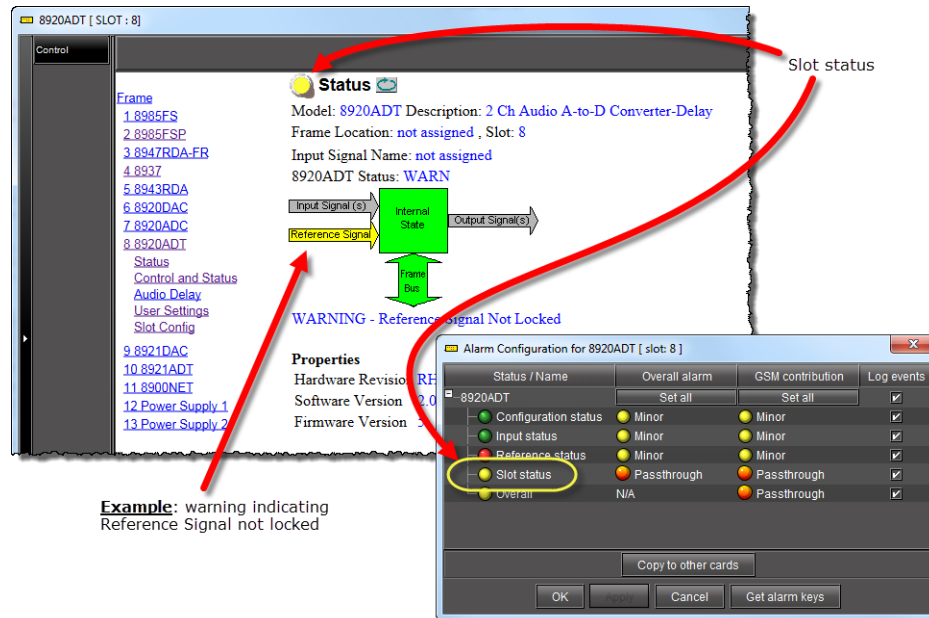 8920ADT [ SLOT : 8]
Control
Slot status
Frame
1 8985FS
2 8985FSP
3 8947RDA-FR
4 8937
5 8943RDA
6 8920DAC
7 8920ADC
8 8920ADT
Status
Control and Status
Audio Delay
User Settings
Slot Config
9 8921DAC
10 8921ADT
11 8900NET
12 Power Supply 1
13 Power Supply 2
Status
Model: 8920ADT Description: 2 Ch Audio A-to-D Converter-Delay
Frame Location: not assigned , Slot: 8
Input Signal Name: not assigned
8920ADT Status: WARN
Input Signal (s)
Reference Signal
Internal
State
Output Signal(s)
Frame
Bus
WARNING - Reference Signal Not Locked
Properties
Hardware Revision RH
Software Version 2.0
Firmware Version
Example: warning indicating
Reference Signal not locked
Alarm Configuration for 8920ADT [ slot: 8 ]
Status / Name Overall alarm GSM contribution Log events
8920ADT Set all Set all
Configuration status Minor Minor
Input status Minor Minor
Reference status Minor Minor
Slot status Passthrough Passthrough
Overall N/A Passthrough
Copy to other cards
OK Apply Cancel Get alarm keys